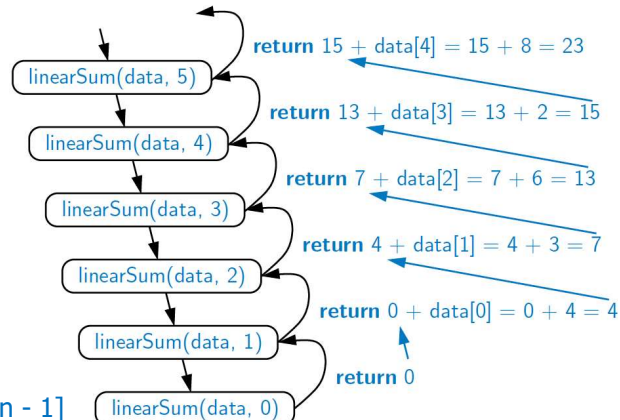 return 15 + data[4] = 15 + 8 = 23
linearSum(data, 5)
return 13 + data[3] = 13 + 2 = 15
linearSum(data, 4)
return 7 + data[2] = 7 + 6 = 13
linearSum(data, 3)
return 4 + data[1] = 4 + 3 = 7
linearSum(data, 2)
return 0 + data[0] = 0 + 4 = 4
linearSum(data, 1)
return 0
n - 1]
linearSum(data, 0)